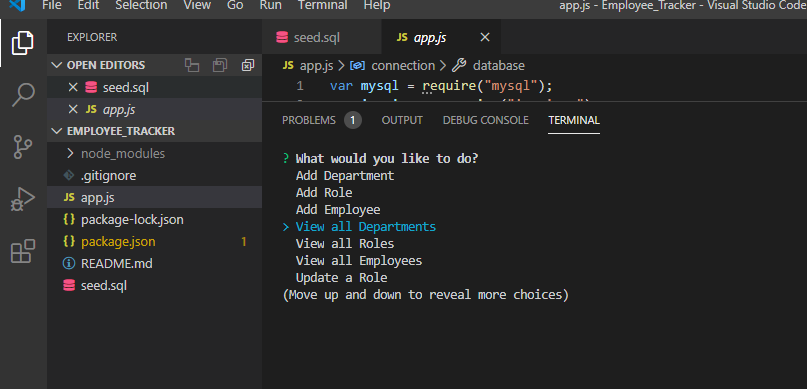 File Edit Selection View Go Run Terminal Help app.js - Employee_Tracker - Visual Studio Code
EXPLORER
OPEN EDITORS
seed.sql
JS app.js
EMPLOYEE_TRACKER
node_modules
.gitignore
JS app.js
{} package-lock.json
{} package.json 1
README.md
seed.sql
seed.sql
JS app.js
JS app.js > connection > database
1 var mysql = require("mysql");
PROBLEMS 1 OUTPUT DEBUG CONSOLE TERMINAL
? What would you like to do?
Add Department
Add Role
Add Employee
> View all Departments
View all Roles
View all Employees
Update a Role
(Move up and down to reveal more choices)